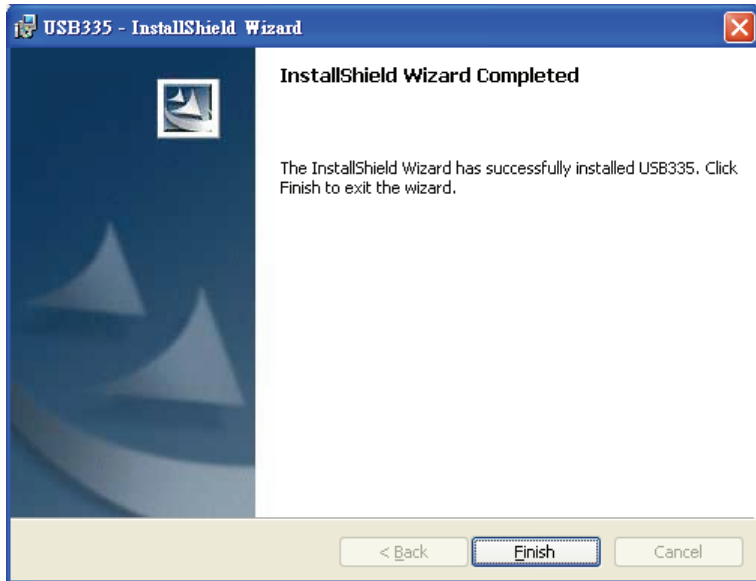 USB335 - InstallShield Wizard
InstallShield Wizard Completed
The InstallShield Wizard has successfully installed USB335. Click
Finish to exit the wizard.
< Back Finish Cancel